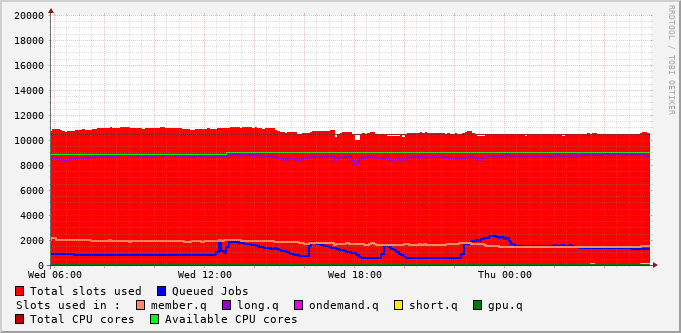 20000
18000
16000
14000
12000
10000
8000
6000
4000
2000
0
Wed 06:00 Wed 12:00 Wed 18:00 Thu 00:00
Total slots used Queued Jobs
Slots used in : member.q long.q ondemand.q short.q gpu.q
Total CPU cores Available CPU cores
RRDTOOL / TOBI OETIKER